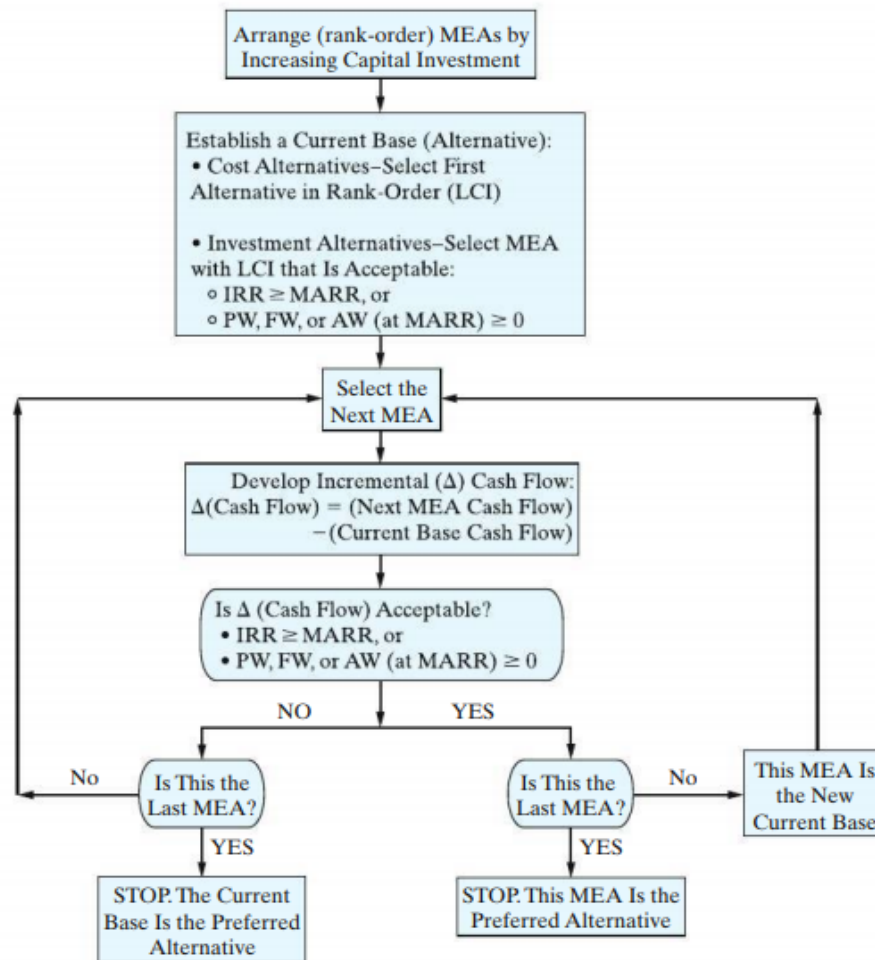 Arrange (rank-order) MEAs by
Increasing Capital Investment
Establish a Current Base (Alternative):
• Cost Alternatives–Select First
Alternative in Rank-Order (LCI)
• Investment Alternatives–Select MEA
with LCI that Is Acceptable:
∘ IRR ≥ MARR, or
∘ PW, FW, or AW (at MARR) ≥ 0
Select the
Next MEA
Develop Incremental (Δ) Cash Flow:
Δ(Cash Flow) = (Next MEA Cash Flow)
−(Current Base Cash Flow)
Is Δ (Cash Flow) Acceptable?
• IRR ≥ MARR, or
• PW, FW, or AW (at MARR) ≥ 0
NO
YES
No
Is This the
Last MEA?
Is This the
Last MEA?
No
This MEA Is
the New
Current Base
YES
YES
STOP. The Current
Base Is the Preferred
Alternative
STOP. This MEA Is the
Preferred Alternative